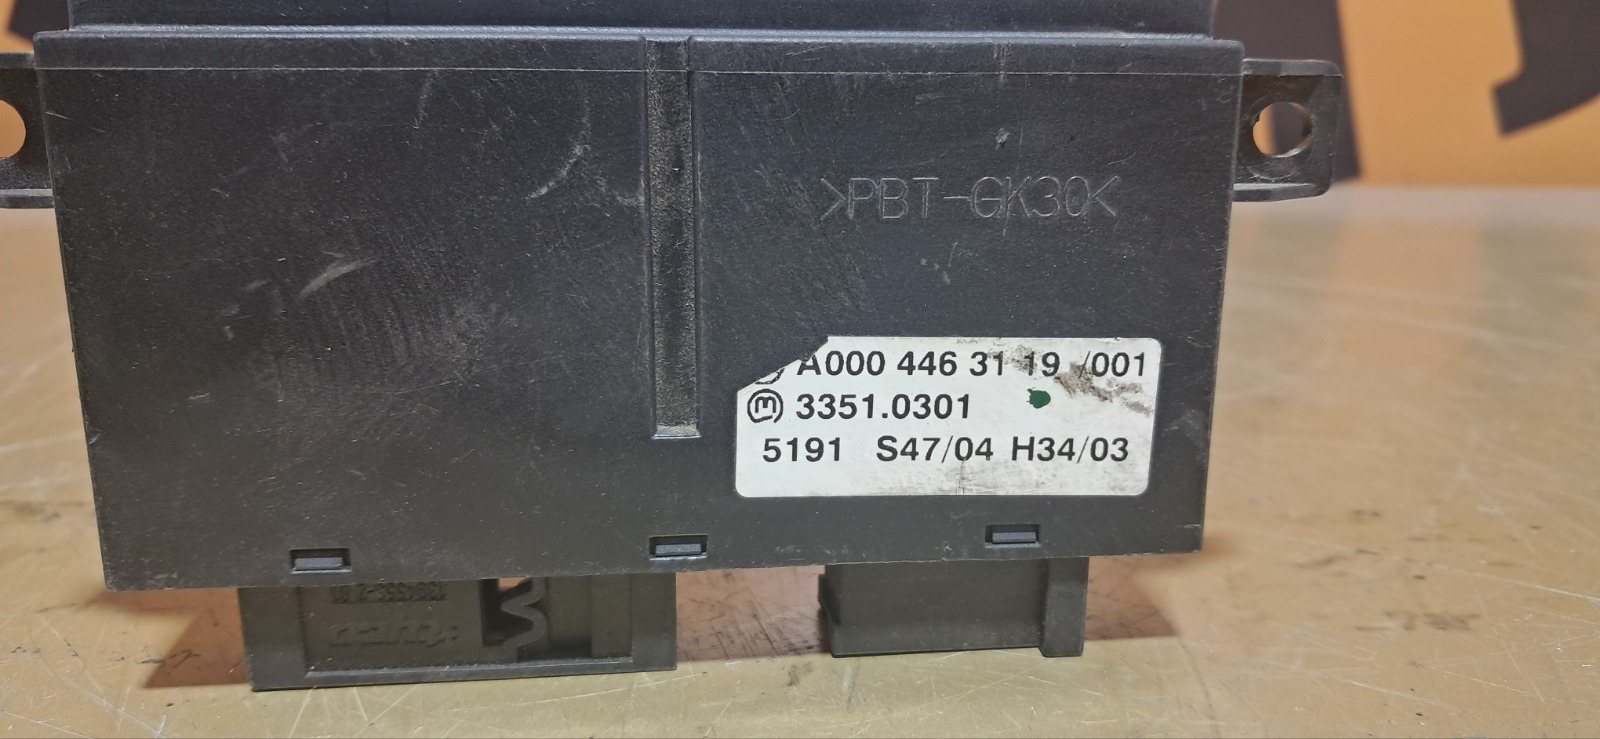 >PBT-GK30<
A000 446 31 19 /001
3351.0301
5191 S47/04 H34/03